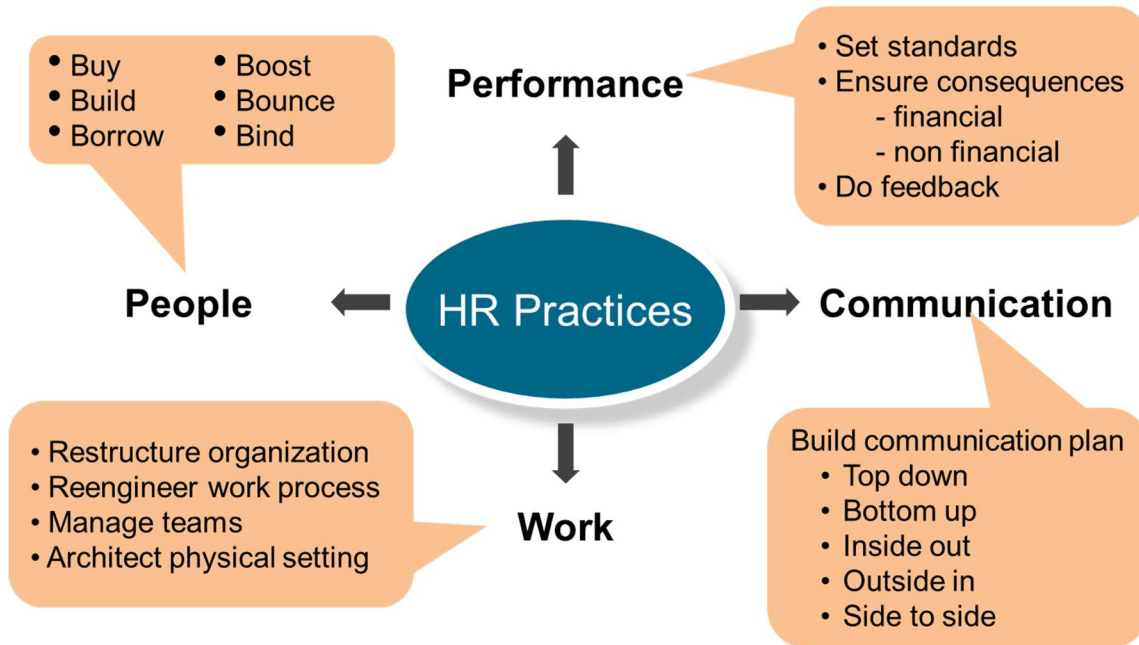 • Buy
• Build
• Borrow
• Boost
• Bounce
• Bind
Performance
• Set standards
• Ensure consequences
- financial
- non financial
• Do feedback
People
HR Practices
Communication
• Restructure organization
• Reengineer work process
• Manage teams
• Architect physical setting
Work
Build communication plan
• Top down
• Bottom up
• Inside out
• Outside in
• Side to side